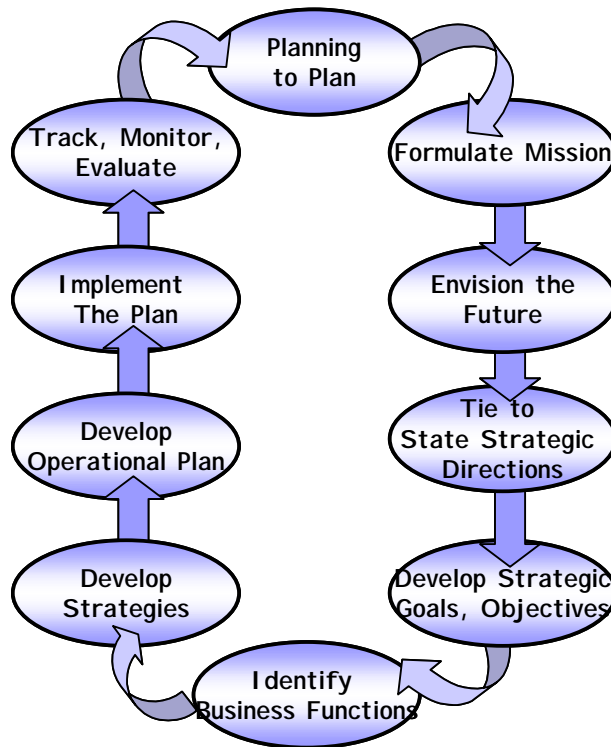 Planning
to Plan
Formulate Mission
Envision the
Future
Tie to
State Strategic
Directions
Develop Strategic
Goals, Objectives
Identify
Business Functions
Develop
Strategies
Develop
Operational Plan
Implement
The Plan
Track, Monitor,
Evaluate